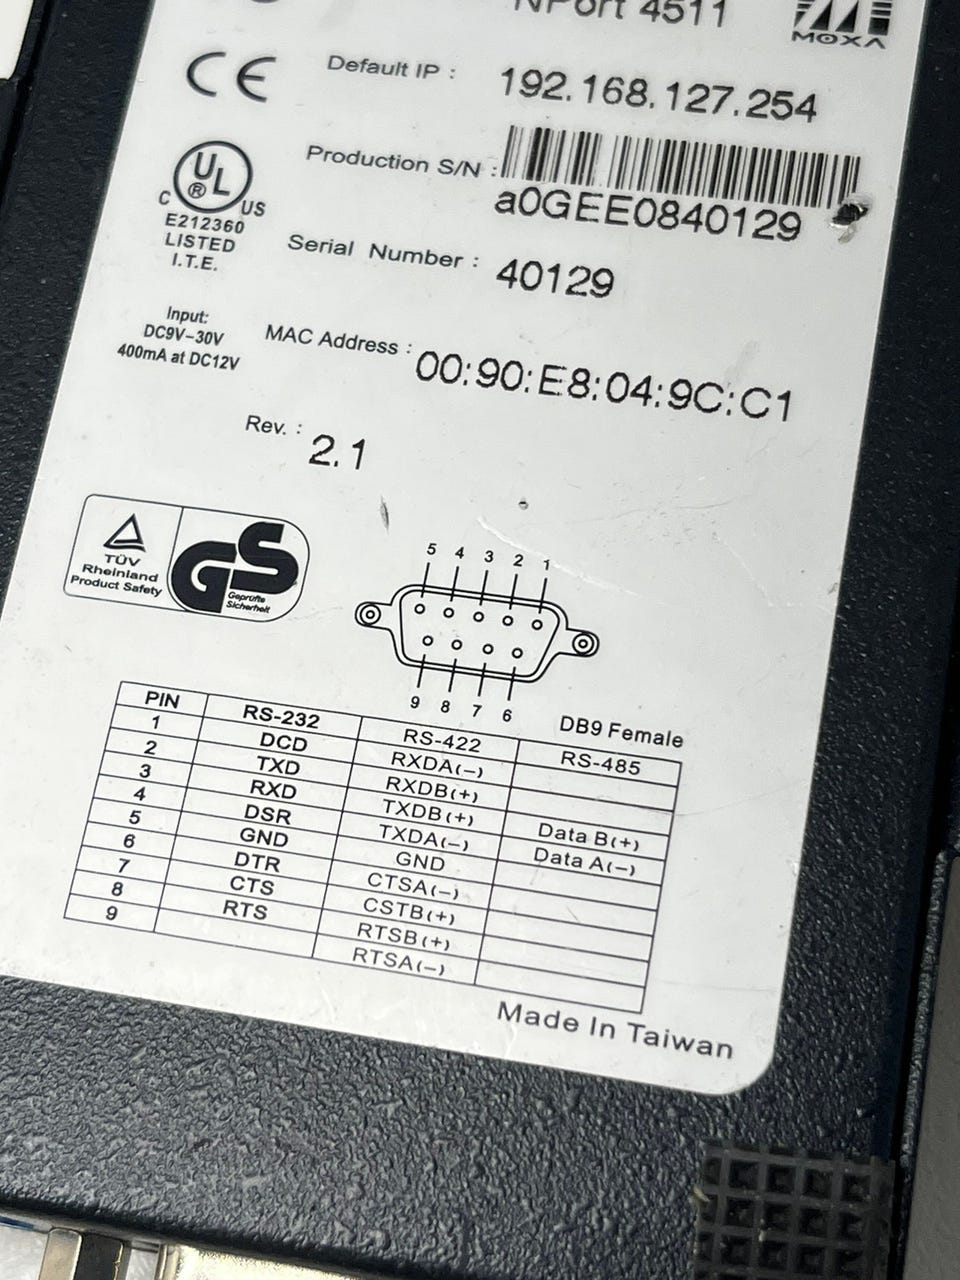 NPort 4511
MOXA
CE
Default IP : 192.168.127.254
Production S/N :
a0GEE0840129
UL
®
C US
E212360
LISTED
I.T.E.
Serial Number : 40129
Input:
DC9V–30V
400mA at DC12V
MAC Address : 00:90:E8:04:9C:C1
Rev. : 2.1
TÜV
Rheinland
Product Safety
GS
Geprüfte
Sicherheit
5 4 3 2 1
9 8 7 6
DB9 Female
PIN RS-232 RS-422 RS-485
1 DCD RXDA(–)
2 TXD RXDB(+)
3 RXD TXDB(+) Data B(+)
4 DSR TXDA(–) Data A(–)
5 GND GND
6 DTR CTSA(–)
7 CTS CSTB(+)
8 RTS RTSB(+)
9 RTSA(–)
Made In Taiwan